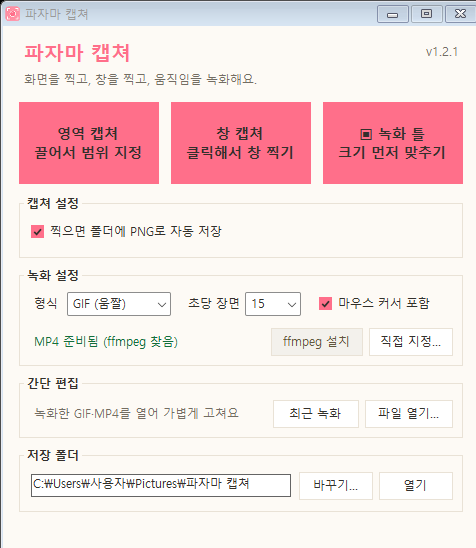 파자마 캡쳐
파자마 캡쳐
v1.2.1
화면을 찍고, 창을 찍고, 움직임을 녹화해요.
영역 캡쳐
끌어서 범위 지정
창 캡쳐
클릭해서 창 찍기
▣ 녹화 틀
크기 먼저 맞추기
캡쳐 설정
찍으면 폴더에 PNG로 자동 저장
녹화 설정
형식 GIF (움짤) 초당 장면 15 마우스 커서 포함
MP4 준비됨 (ffmpeg 찾음) ffmpeg 설치 직접 지정...
간단 편집
녹화한 GIF·MP4를 열어 가볍게 고쳐요 최근 녹화 파일 열기...
저장 폴더
C:₩Users₩사용자₩Pictures₩파자마 캡쳐 바꾸기... 열기